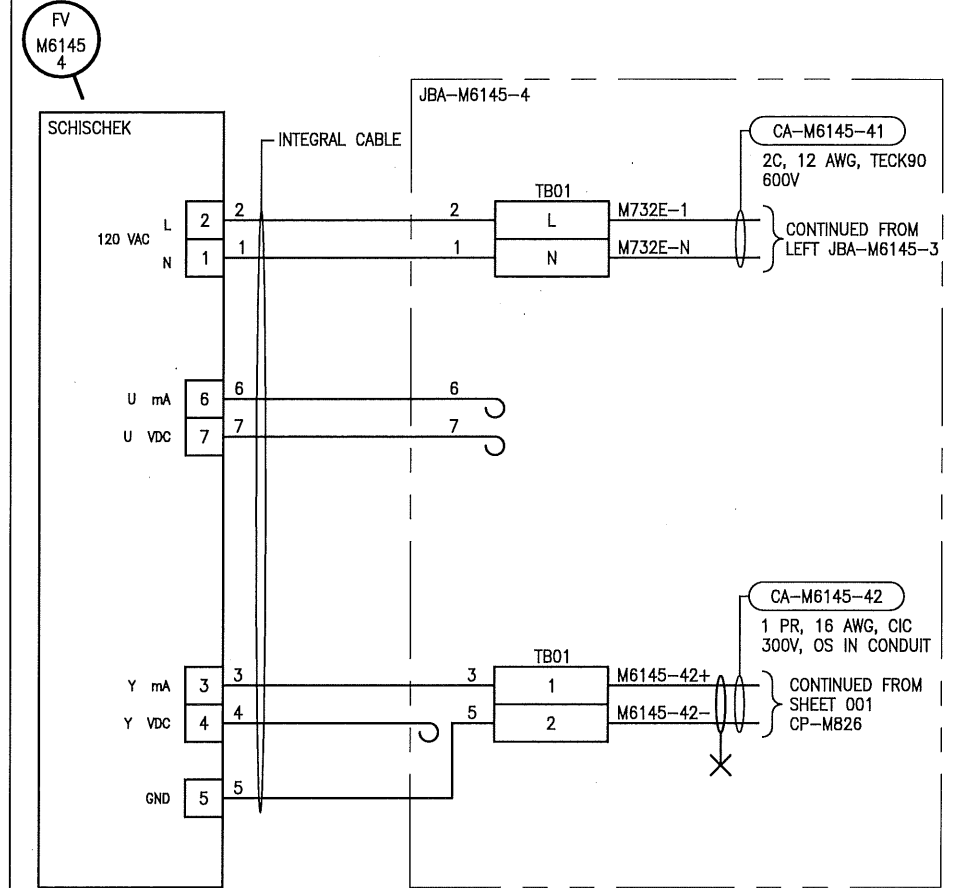 FV
M6145
4
SCHISCHEK
INTEGRAL CABLE
JBA-M6145-4
CA-M6145-41
2C, 12 AWG, TECK90
600V
TB01
120 VAC L 2 2 2 L M732E-1
N 1 1 1 N M732E-N
CONTINUED FROM
LEFT JBA-M6145-3
U mA 6 6 6
U VDC 7 7 7
CA-M6145-42
1 PR, 16 AWG, CIC
300V, OS IN CONDUIT
TB01
Y mA 3 3 3 1 M6145-42+
Y VDC 4 4 5 2 M6145-42-
CONTINUED FROM
SHEET 001
CP-M826
GND 5 5